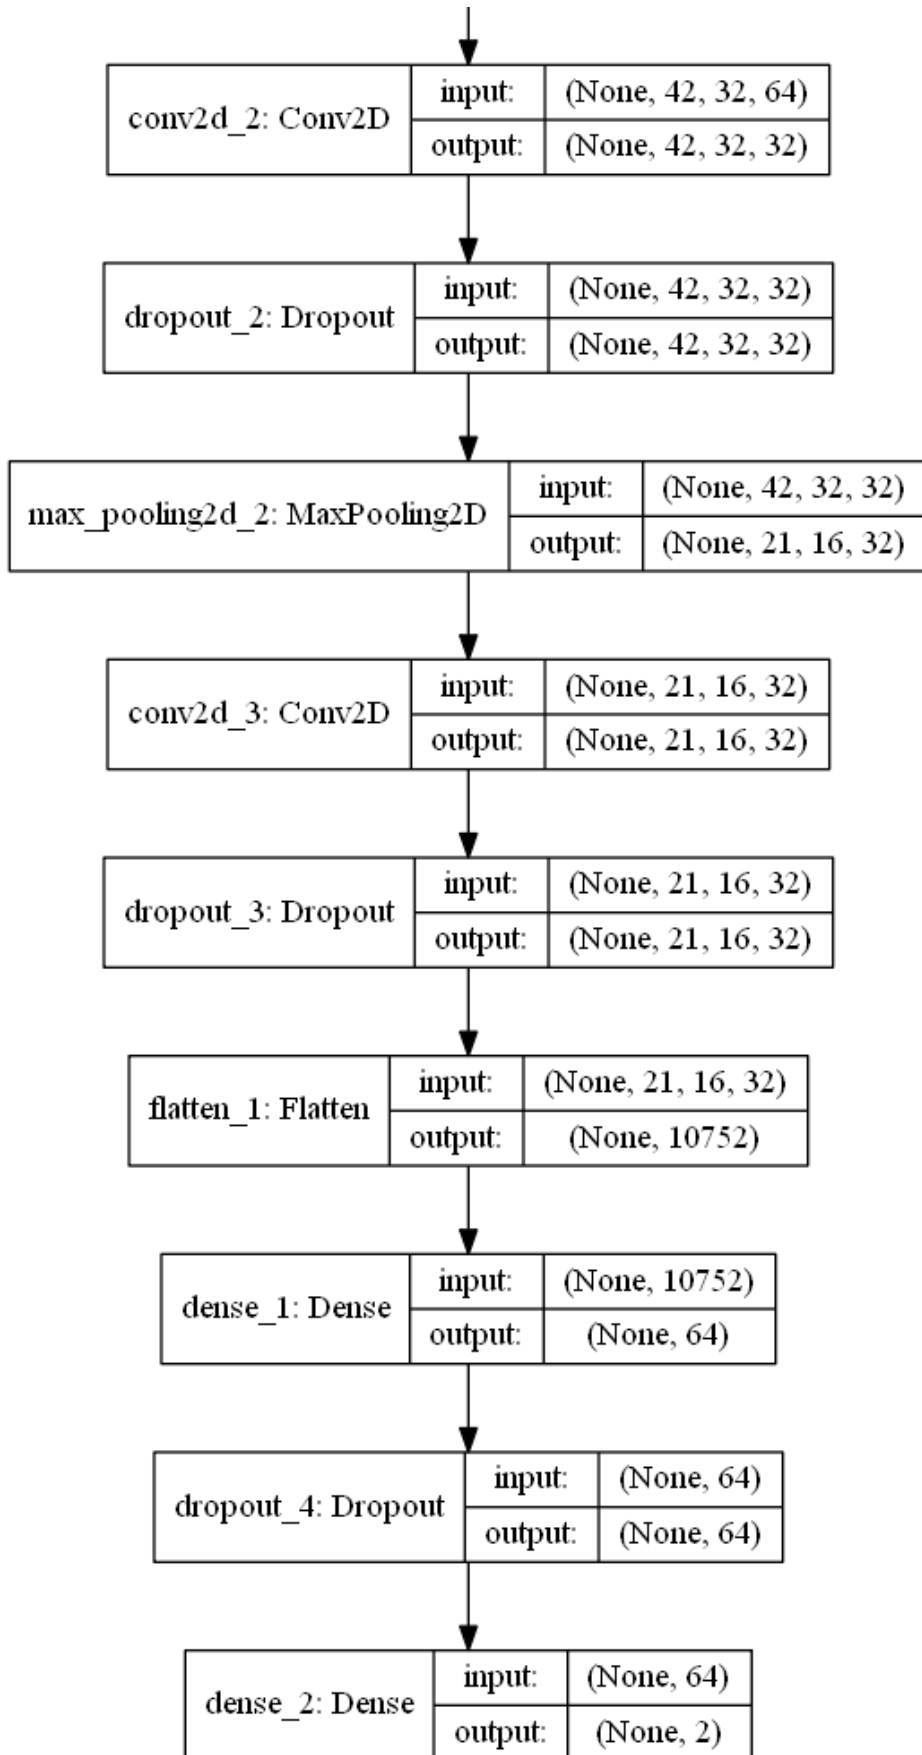 conv2d_2: Conv2D
input: (None, 42, 32, 64)
output: (None, 42, 32, 32)
dropout_2: Dropout
input: (None, 42, 32, 32)
output: (None, 42, 32, 32)
max_pooling2d_2: MaxPooling2D
input: (None, 42, 32, 32)
output: (None, 21, 16, 32)
conv2d_3: Conv2D
input: (None, 21, 16, 32)
output: (None, 21, 16, 32)
dropout_3: Dropout
input: (None, 21, 16, 32)
output: (None, 21, 16, 32)
flatten_1: Flatten
input: (None, 21, 16, 32)
output: (None, 10752)
dense_1: Dense
input: (None, 10752)
output: (None, 64)
dropout_4: Dropout
input: (None, 64)
output: (None, 64)
dense_2: Dense
input: (None, 64)
output: (None, 2)